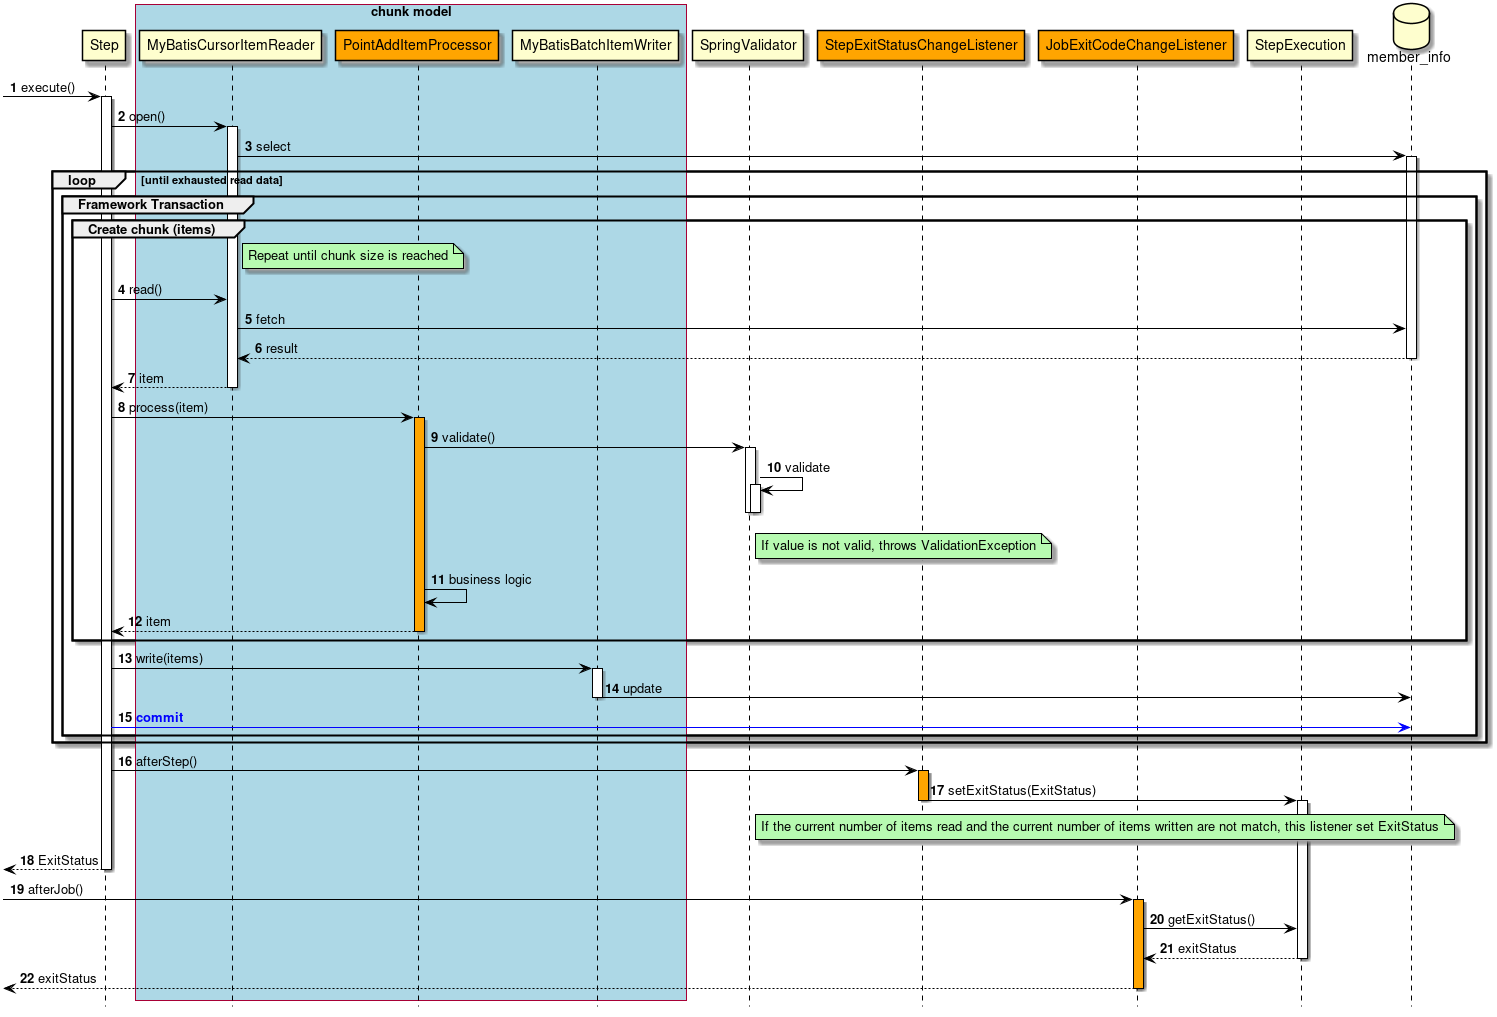 chunk model
Step
MyBatisCursorItemReader
PointAddItemProcessor
MyBatisBatchItemWriter
SpringValidator
StepExitStatusChangeListener
JobExitCodeChangeListener
StepExecution
member_info
1 execute()
2 open()
3 select
loop [until exhausted read data]
Framework Transaction
Create chunk (items)
Repeat until chunk size is reached
4 read()
5 fetch
6 result
7 item
8 process(item)
9 validate()
10 validate
If value is not valid, throws ValidationException
11 business logic
12 item
13 write(items)
14 update
15 commit
16 afterStep()
17 setExitStatus(ExitStatus)
If the current number of items read and the current number of items written are not match, this listener set ExitStatus
18 ExitStatus
19 afterJob()
20 getExitStatus()
21 exitStatus
22 exitStatus